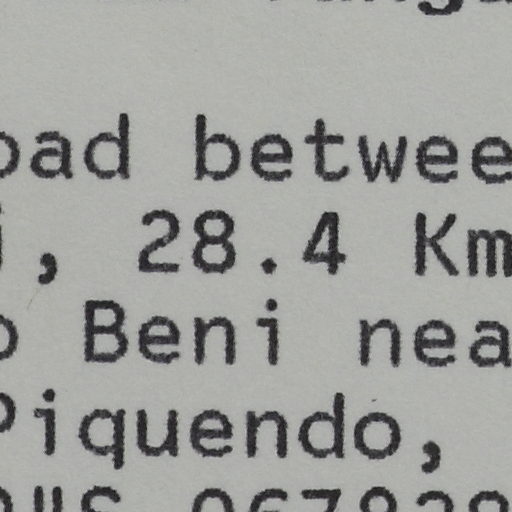 oad betwee
i, 28.4 Km
o Beni nea
Piquendo,